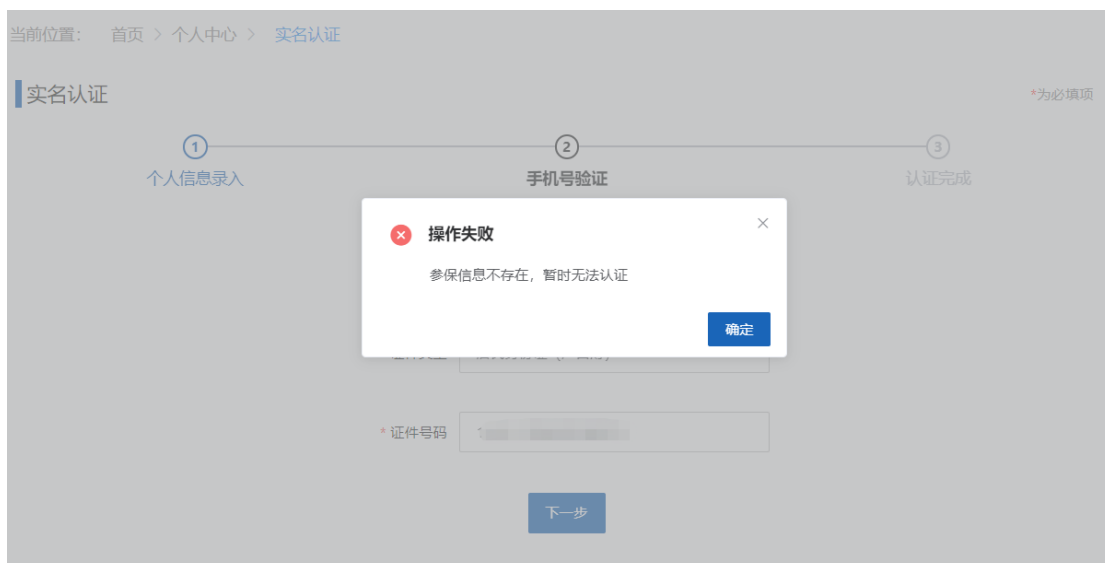 当前位置： 首页 > 个人中心 > 实名认证
实名认证
*为必填项
1
2
3
个人信息录入
手机号验证
认证完成
操作失败
参保信息不存在，暂时无法认证
确定
* 证件号码
下一步